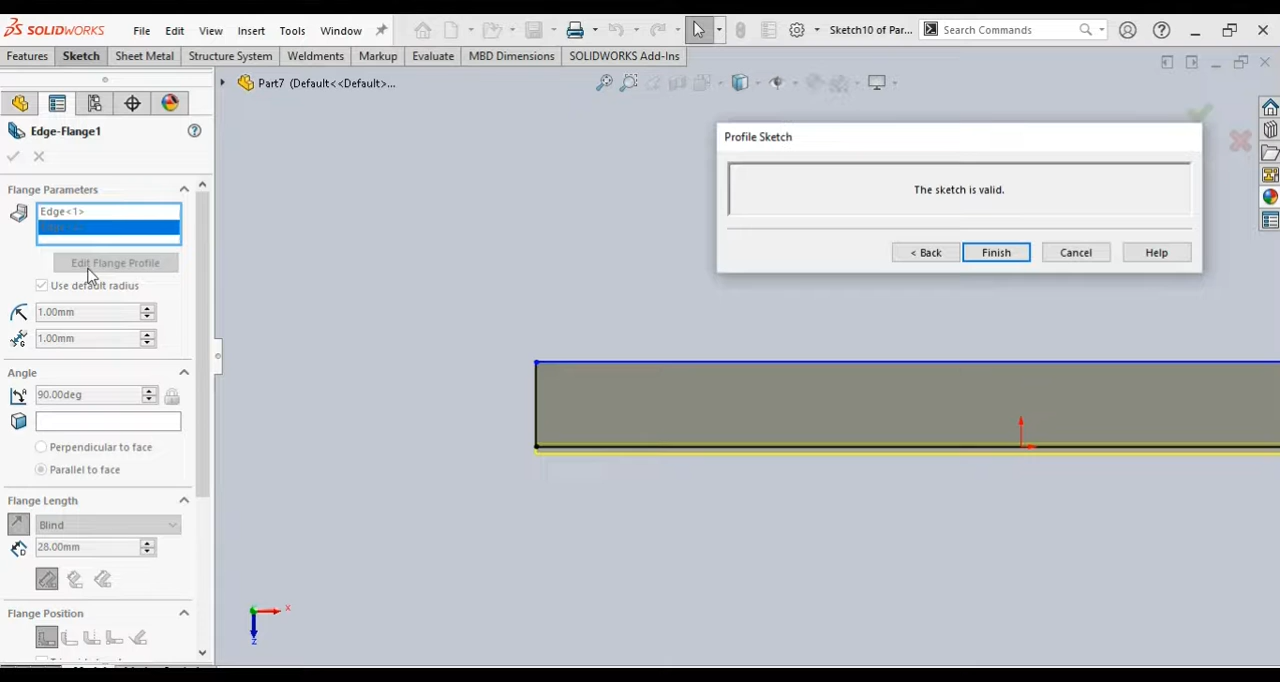 SOLIDWORKS File Edit View Insert Tools Window Sketch10 of Par... Search Commands
Features Sketch Sheet Metal Structure System Weldments Markup Evaluate MBD Dimensions SOLIDWORKS Add-Ins
Part7 (Default<<Default>...
Edge-Flange1
Flange Parameters
Edge<1>
Edit Flange Profile
Use default radius
1.00mm
1.00mm
Angle
90.00deg
Perpendicular to face
Parallel to face
Flange Length
Blind
28.00mm
Flange Position
Profile Sketch
The sketch is valid.
< Back Finish Cancel Help
x
z